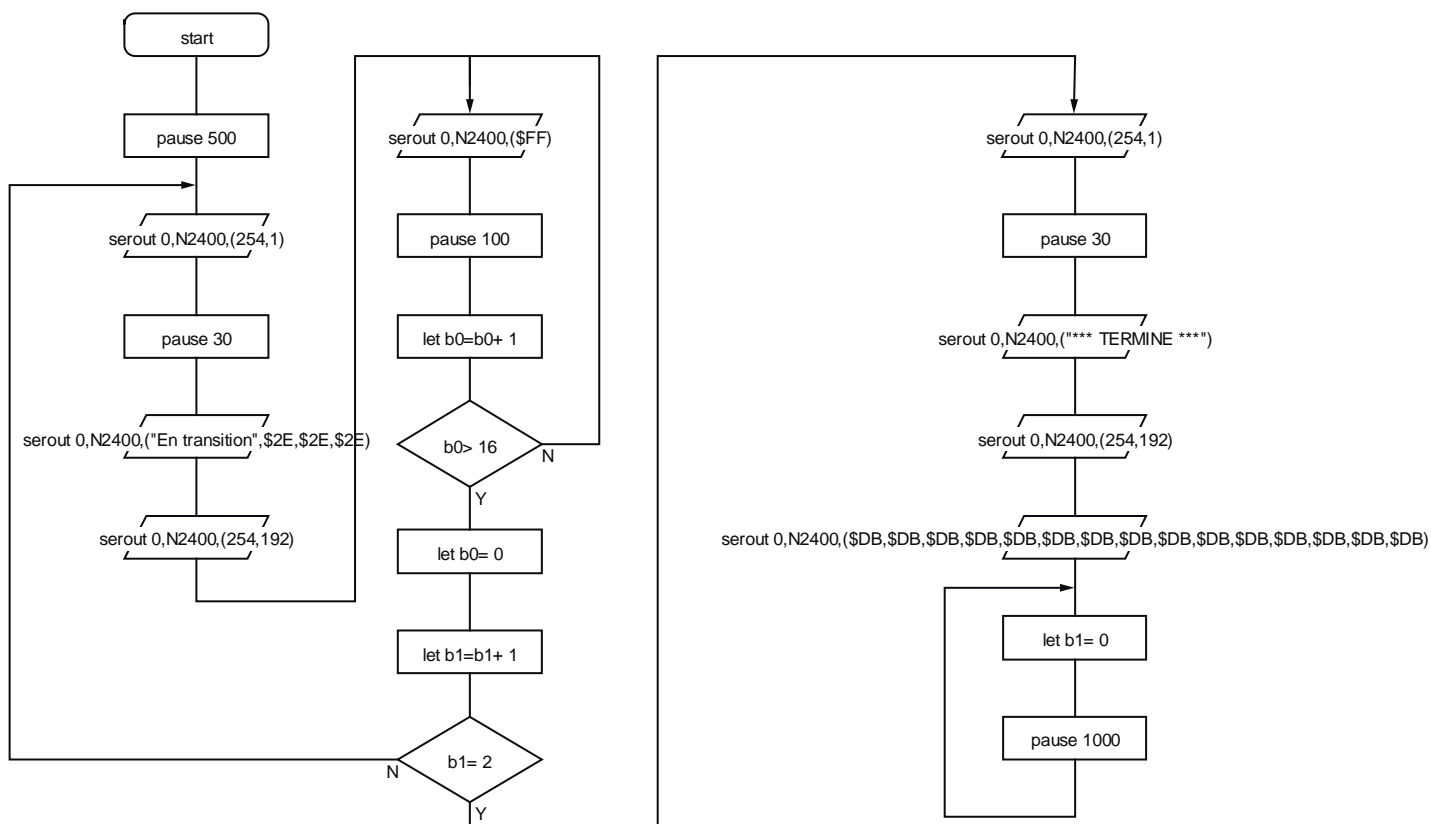 start
pause 500
serout 0,N2400,(254,1)
pause 30
serout 0,N2400,("En transition",$2E,$2E,$2E)
serout 0,N2400,(254,192)
serout 0,N2400,($FF)
pause 100
let b0=b0+ 1
b0> 16
N
Y
let b0= 0
let b1=b1+ 1
b1= 2
N
Y
serout 0,N2400,(254,1)
pause 30
serout 0,N2400,("*** TERMINE ***")
serout 0,N2400,(254,192)
serout 0,N2400,($DB,$DB,$DB,$DB,$DB,$DB,$DB,$DB,$DB,$DB,$DB,$DB,$DB,$DB,$DB)
let b1= 0
pause 1000